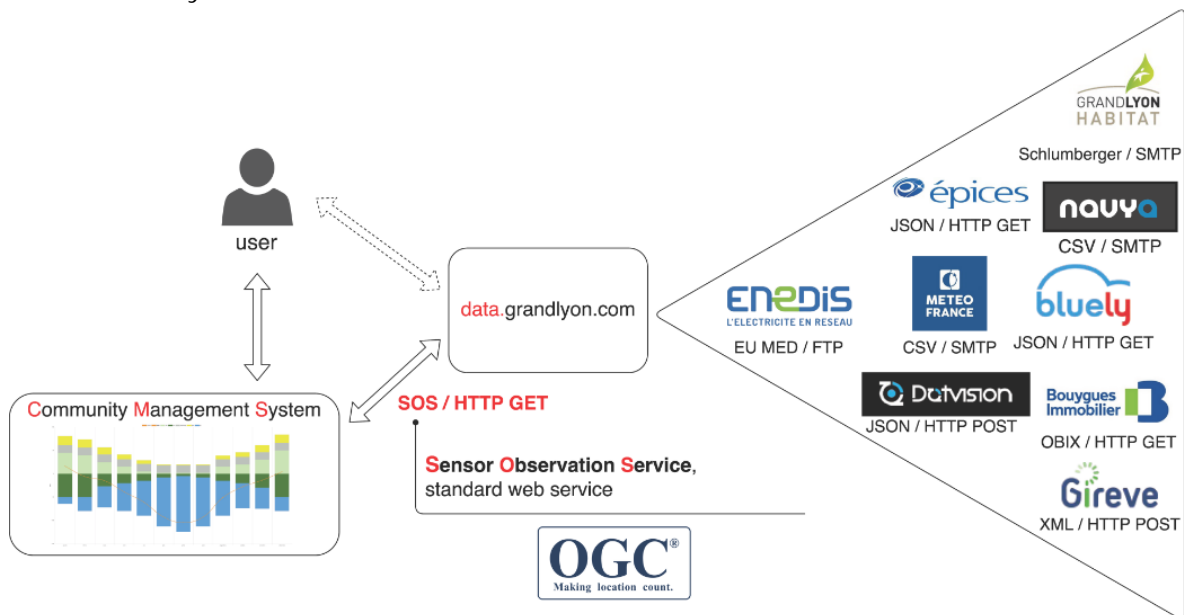 GRANDLYON
HABITAT
Schlumberger / SMTP
épices
JSON / HTTP GET
navya
CSV / SMTP
user
data.grandlyon.com
enedis
L'ELECTRICITE EN RESEAU
EU MED / FTP
METEO
FRANCE
CSV / SMTP
bluely
JSON / HTTP GET
Community Management System
SOS / HTTP GET
Dotvision
JSON / HTTP POST
Bouygues
Immobilier
OBIX / HTTP GET
Sensor Observation Service,
standard web service
Gireve
XML / HTTP POST
OGC®
Making location count.